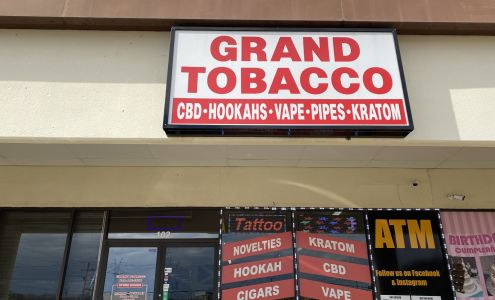 GRAND
TOBACCO
CBD•HOOKAHS•VAPE•PIPES•KRATOM
102
Tattoo
NOVELTIES
HOOKAH
CIGARS
KRATOM
CBD
VAPE
ATM
Follow us on Facebook
& Instagram
BIRTHDA